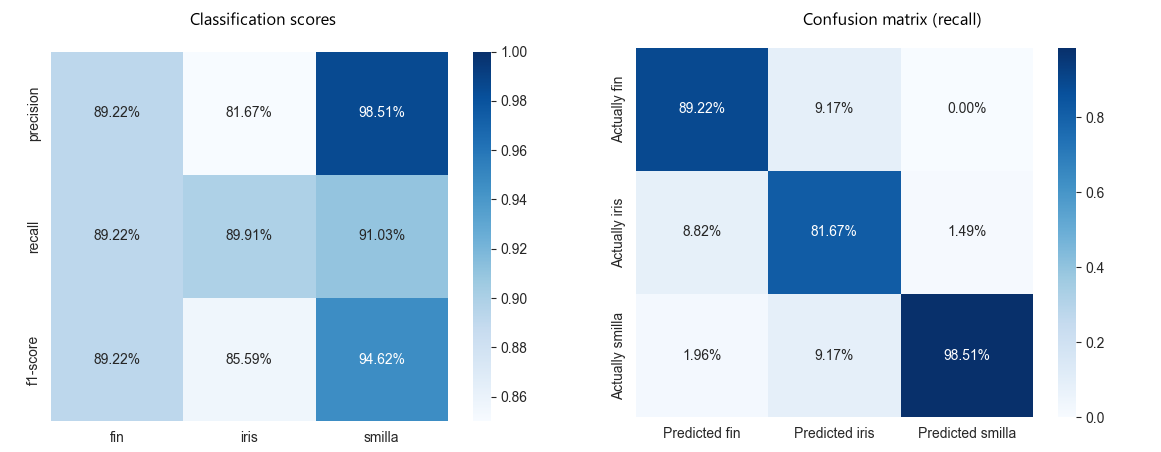 Classification scores
precision
89.22%
81.67%
98.51%
recall
89.22%
89.91%
91.03%
f1-score
89.22%
85.59%
94.62%
fin
iris
smilla
1.00
0.98
0.96
0.94
0.92
0.90
0.88
0.86
Confusion matrix (recall)
Actually fin
89.22%
9.17%
0.00%
Actually iris
8.82%
81.67%
1.49%
Actually smilla
1.96%
9.17%
98.51%
Predicted fin
Predicted iris
Predicted smilla
0.8
0.6
0.4
0.2
0.0